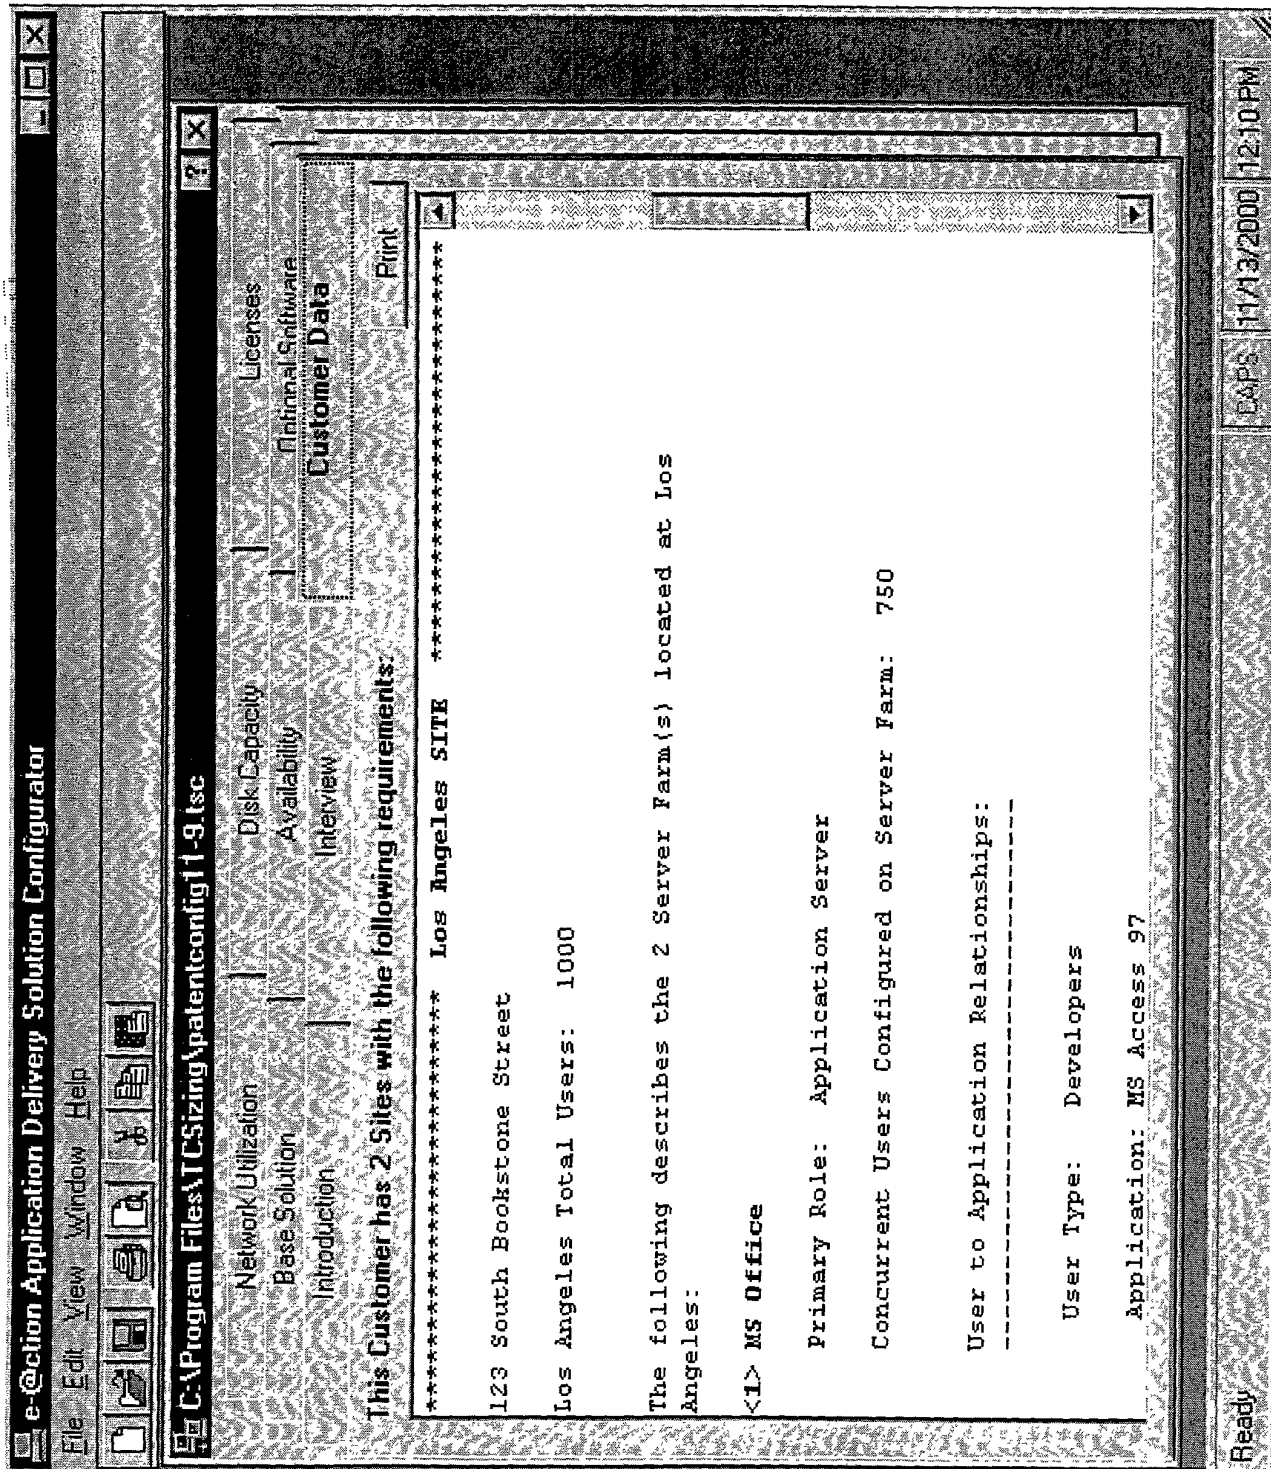 e-@ction Application Delivery Solution Configurator
File Edit View Window Help
C:\Program Files\TCSizing\patentconfig11-9.tsc
Network Utilization Disk Capacity Licenses
Base Solution Availability Optional Software
Introduction Interview Customer Data
This Customer has 2 Sites with the following requirements:
Print
********************** Los Angeles SITE **********************
123 South Bookstone Street
Los Angeles Total Users: 1000
The following describes the 2 Server Farm(s) located at Los
Angeles:
<1> MS Office
Primary Role: Application Server
Concurrent Users Configured on Server Farm: 750
User to Application Relationships:
----------------------------------
User Type: Developers
Application: MS Access 97
Ready CAPS 11/13/2000 12:10 PM